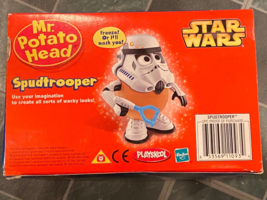 Mr.
Potato
Head
Spudtrooper
Use your imagination
to create all sorts of wacky looks!
Freeze! Or I'll
mash you!
STAR
WARS
SPUDTROOPER
PLAYSKOOL
Hasbro